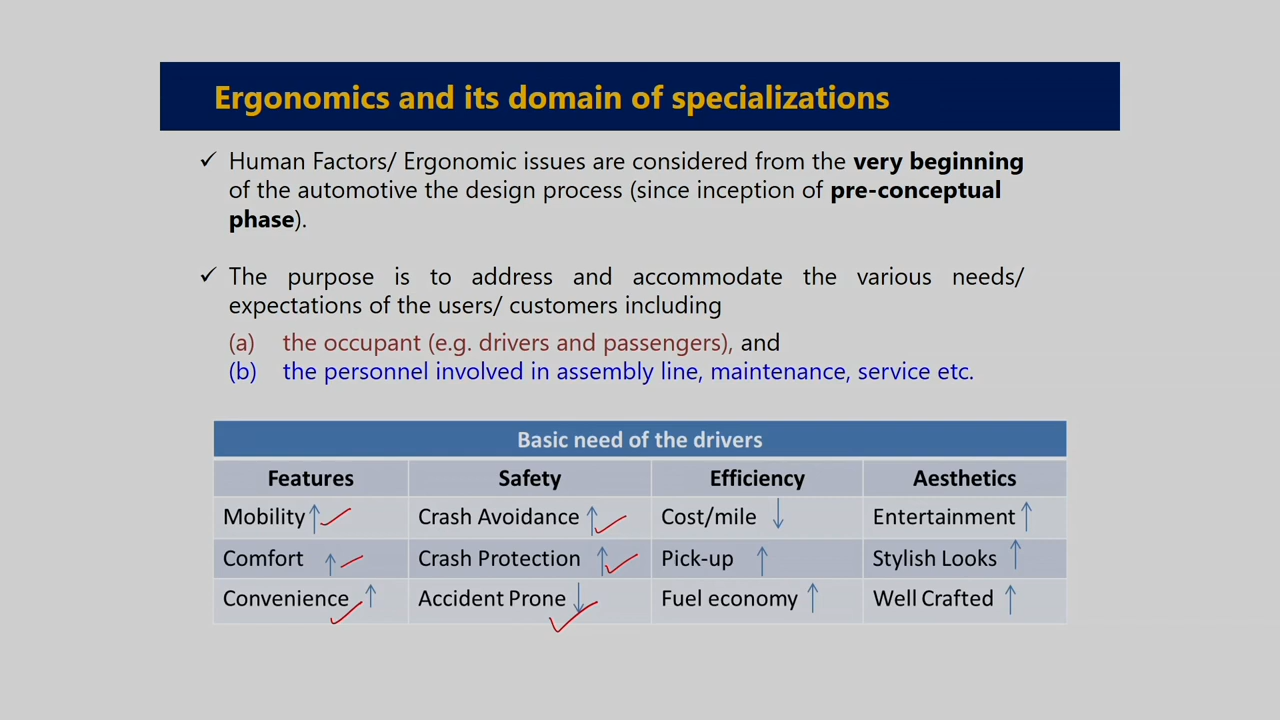 Ergonomics and its domain of specializations
✓ Human Factors/ Ergonomic issues are considered from the very beginning
of the automotive the design process (since inception of pre-conceptual
phase).
✓ The purpose is to address and accommodate the various needs/
expectations of the users/ customers including
(a) the occupant (e.g. drivers and passengers), and
(b) the personnel involved in assembly line, maintenance, service etc.
Basic need of the drivers
Features Safety Efficiency Aesthetics
Mobility ↑ Crash Avoidance ↑ Cost/mile ↓ Entertainment ↑
Comfort ↑ Crash Protection ↑ Pick-up ↑ Stylish Looks ↑
Convenience ↑ Accident Prone ↓ Fuel economy ↑ Well Crafted ↑